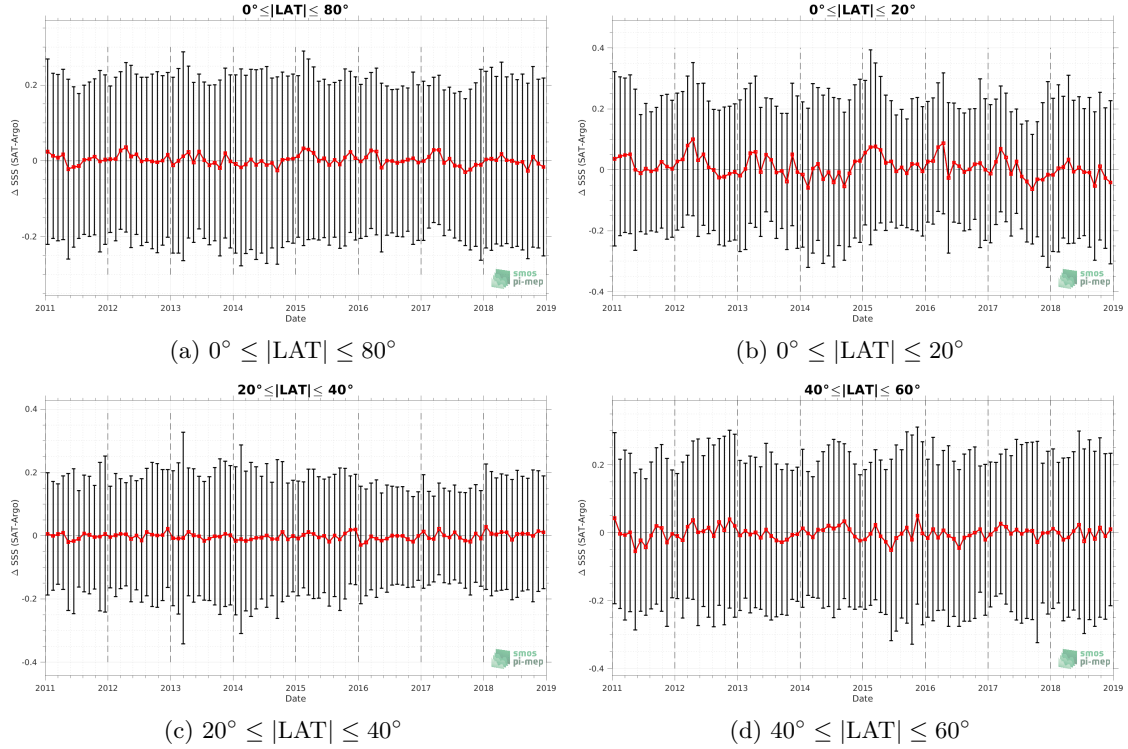 0°≤|LAT|≤ 80°
Δ SSS (SAT-Argo)
0.2
0
-0.2
smos
pi-mep
2011 2012 2013 2014 2015 2016 2017 2018 2019
Date
(a) 0° ≤ |LAT| ≤ 80°
0°≤|LAT|≤ 20°
Δ SSS (SAT-Argo)
0.4
0.2
0
-0.2
-0.4
smos
pi-mep
2011 2012 2013 2014 2015 2016 2017 2018 2019
Date
(b) 0° ≤ |LAT| ≤ 20°
20°≤|LAT|≤ 40°
Δ SSS (SAT-Argo)
0.4
0.2
0
-0.2
-0.4
smos
pi-mep
2011 2012 2013 2014 2015 2016 2017 2018 2019
Date
(c) 20° ≤ |LAT| ≤ 40°
40°≤|LAT|≤ 60°
Δ SSS (SAT-Argo)
0.4
0.2
0
-0.2
-0.4
smos
pi-mep
2011 2012 2013 2014 2015 2016 2017 2018 2019
Date
(d) 40° ≤ |LAT| ≤ 60°